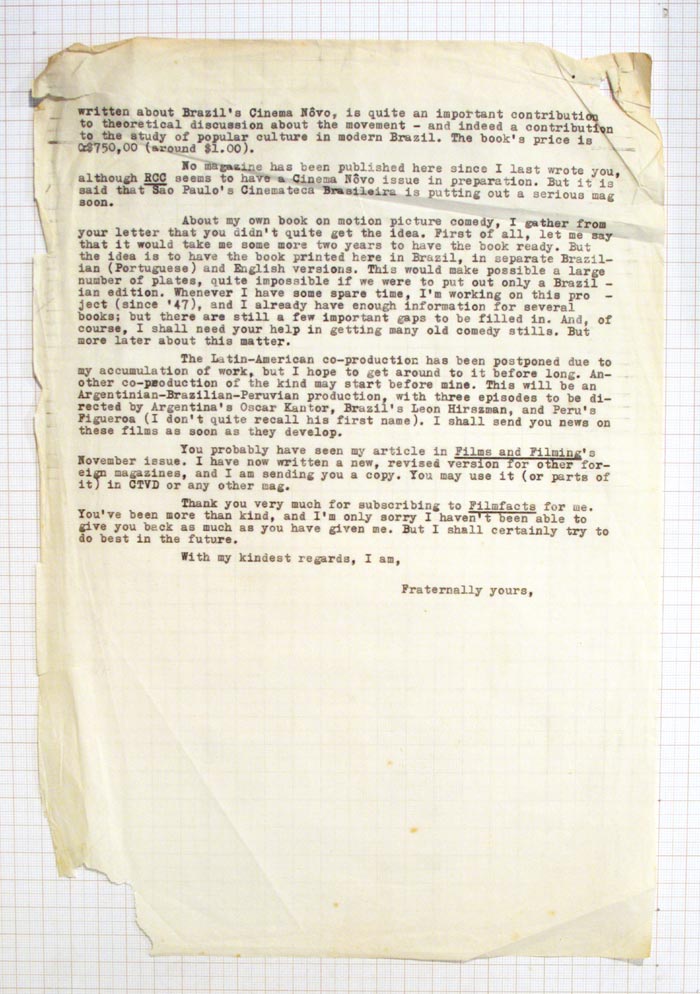 written about Brazil's Cinema Nôvo, is quite an important contribution
to theoretical discussion about the movement - and indeed a contribution
to the study of popular culture in modern Brazil. The book's price is
Cr$750,00 (around $1.00).
No magazine has been published here since I last wrote you,
although RCC seems to have a Cinema Nôvo issue in preparation. But it is
said that São Paulo's Cinemateca Brasileira is putting out a serious mag
soon.
About my own book on motion picture comedy, I gather from
your letter that you didn't quite get the idea. First of all, let me say
that it would take me some more two years to have the book ready. But
the idea is to have the book printed here in Brazil, in separate Brazil-
ian (Portuguese) and English versions. This would make possible a large
number of plates, quite impossible if we were to put out only a Brazil -
ian edition. Whenever I have some spare time, I'm working on this pro -
ject (since '47), and I already have enough information for several
books; but there are still a few important gaps to be filled in. And, of
course, I shall need your help in getting many old comedy stills. But
more later about this matter.
The Latin-American co-production has been postponed due to
my accumulation of work, but I hope to get around to it before long. An-
other co-production of the kind may start before mine. This will be an
Argentinian-Brazilian-Peruvian production, with three episodes to be di-
rected by Argentina's Oscar Kantor, Brazil's Leon Hirszman, and Peru's
Figueroa (I don't quite recall his first name). I shall send you news on
these films as soon as they develop.
You probably have seen my article in Films and Filming's
November issue. I have now written a new, revised version for other for-
eign magazines, and I am sending you a copy. You may use it (or parts of
it) in CTVD or any other mag.
Thank you very much for subscribing to Filmfacts for me.
You've been more than kind, and I'm only sorry I haven't been able to
give you back as much as you have given me. But I shall certainly try to
do best in the future.
With my kindest regards, I am,
Fraternally yours,